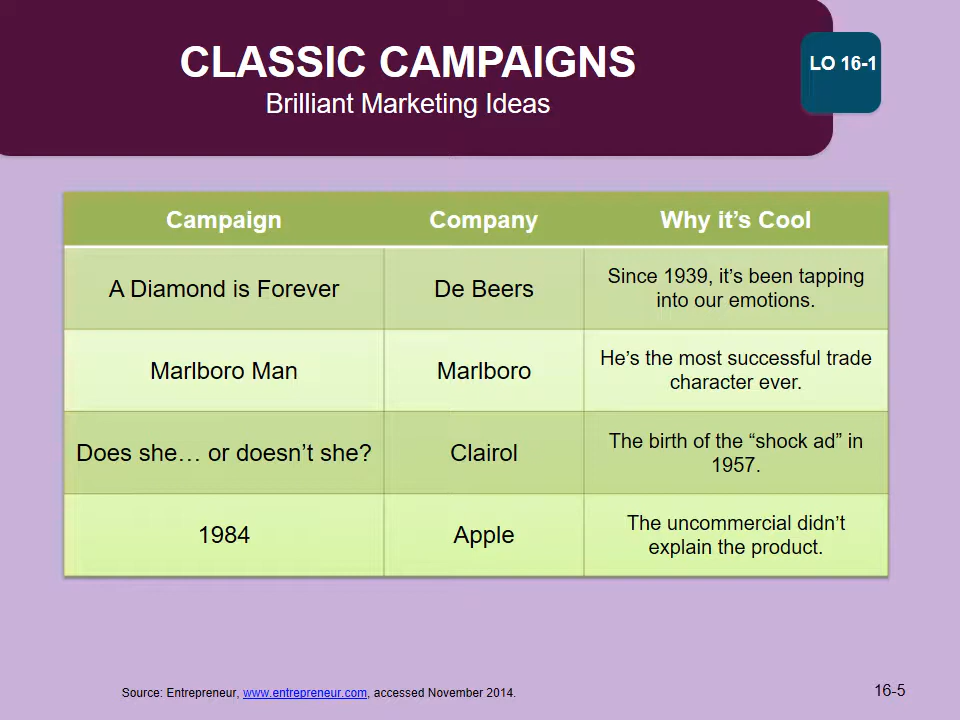 CLASSIC CAMPAIGNS
Brilliant Marketing Ideas
LO 16-1
Campaign
Company
Why it’s Cool
A Diamond is Forever
De Beers
Since 1939, it’s been tapping
into our emotions.
Marlboro Man
Marlboro
He’s the most successful trade
character ever.
Does she… or doesn’t she?
Clairol
The birth of the “shock ad” in
1957.
1984
Apple
The uncommercial didn’t
explain the product.
Source: Entrepreneur, www.entrepreneur.com, accessed November 2014.
16-5